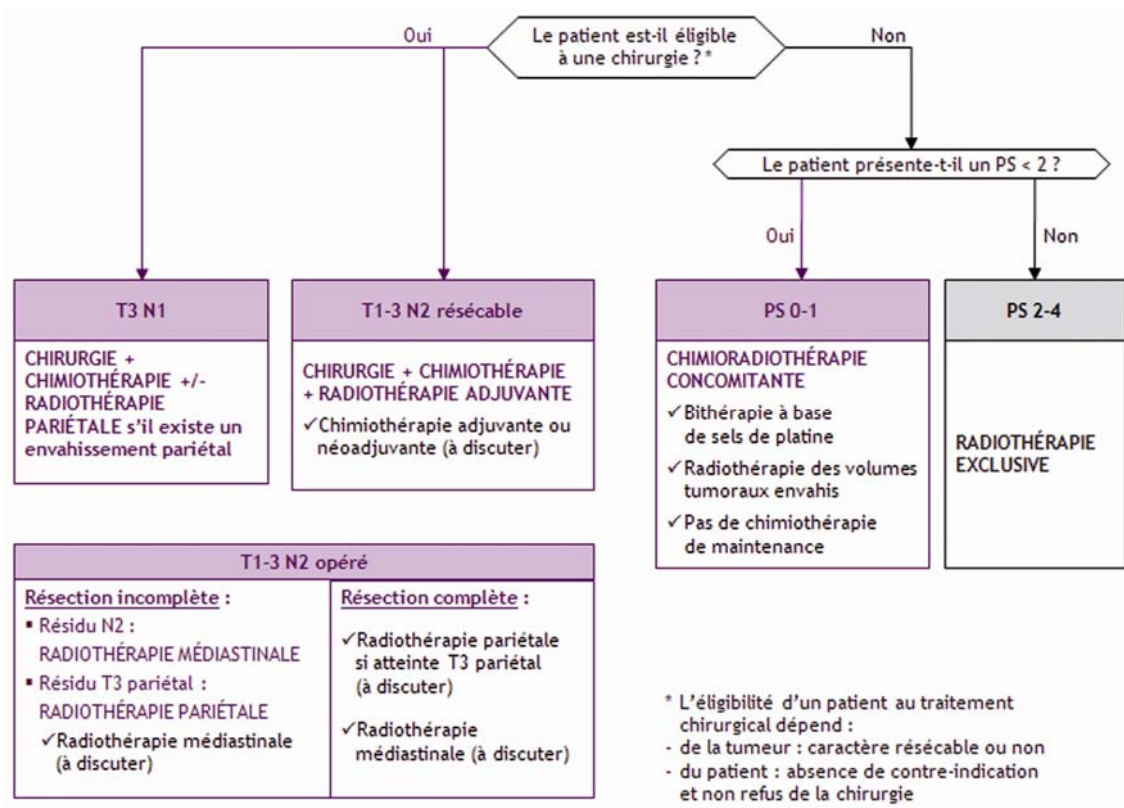 Le patient est-il éligible
à une chirurgie ? *
Oui
Non
Le patient présente-t-il un PS < 2 ?
Oui
Non
T3 N1
CHIRURGIE +
CHIMIOTHÉRAPIE +/-
RADIOTHÉRAPIE
PARIÉTALE s’il existe un
envahissement pariétal
T1-3 N2 résécable
CHIRURGIE + CHIMIOTHÉRAPIE
+ RADIOTHÉRAPIE ADJUVANTE
✓Chimiothérapie adjuvante ou
néoadjuvante (à discuter)
PS 0-1
CHIMIORADIOTHÉRAPIE
CONCOMITANTE
✓Bithérapie à base
de sels de platine
✓Radiothérapie des volumes
tumoraux envahis
✓Pas de chimiothérapie
de maintenance
PS 2-4
RADIOTHÉRAPIE
EXCLUSIVE
T1-3 N2 opéré
Résection incomplète :
▪ Résidu N2 :
RADIOTHÉRAPIE MÉDIASTINALE
▪ Résidu T3 pariétal :
RADIOTHÉRAPIE PARIÉTALE
✓Radiothérapie médiastinale
(à discuter)
Résection complète :
✓Radiothérapie pariétale
si atteinte T3 pariétal
(à discuter)
✓Radiothérapie
médiastinale (à discuter)
* L’éligibilité d’un patient au traitement
chirurgical dépend :
- de la tumeur : caractère résécable ou non
- du patient : absence de contre-indication
et non refus de la chirurgie